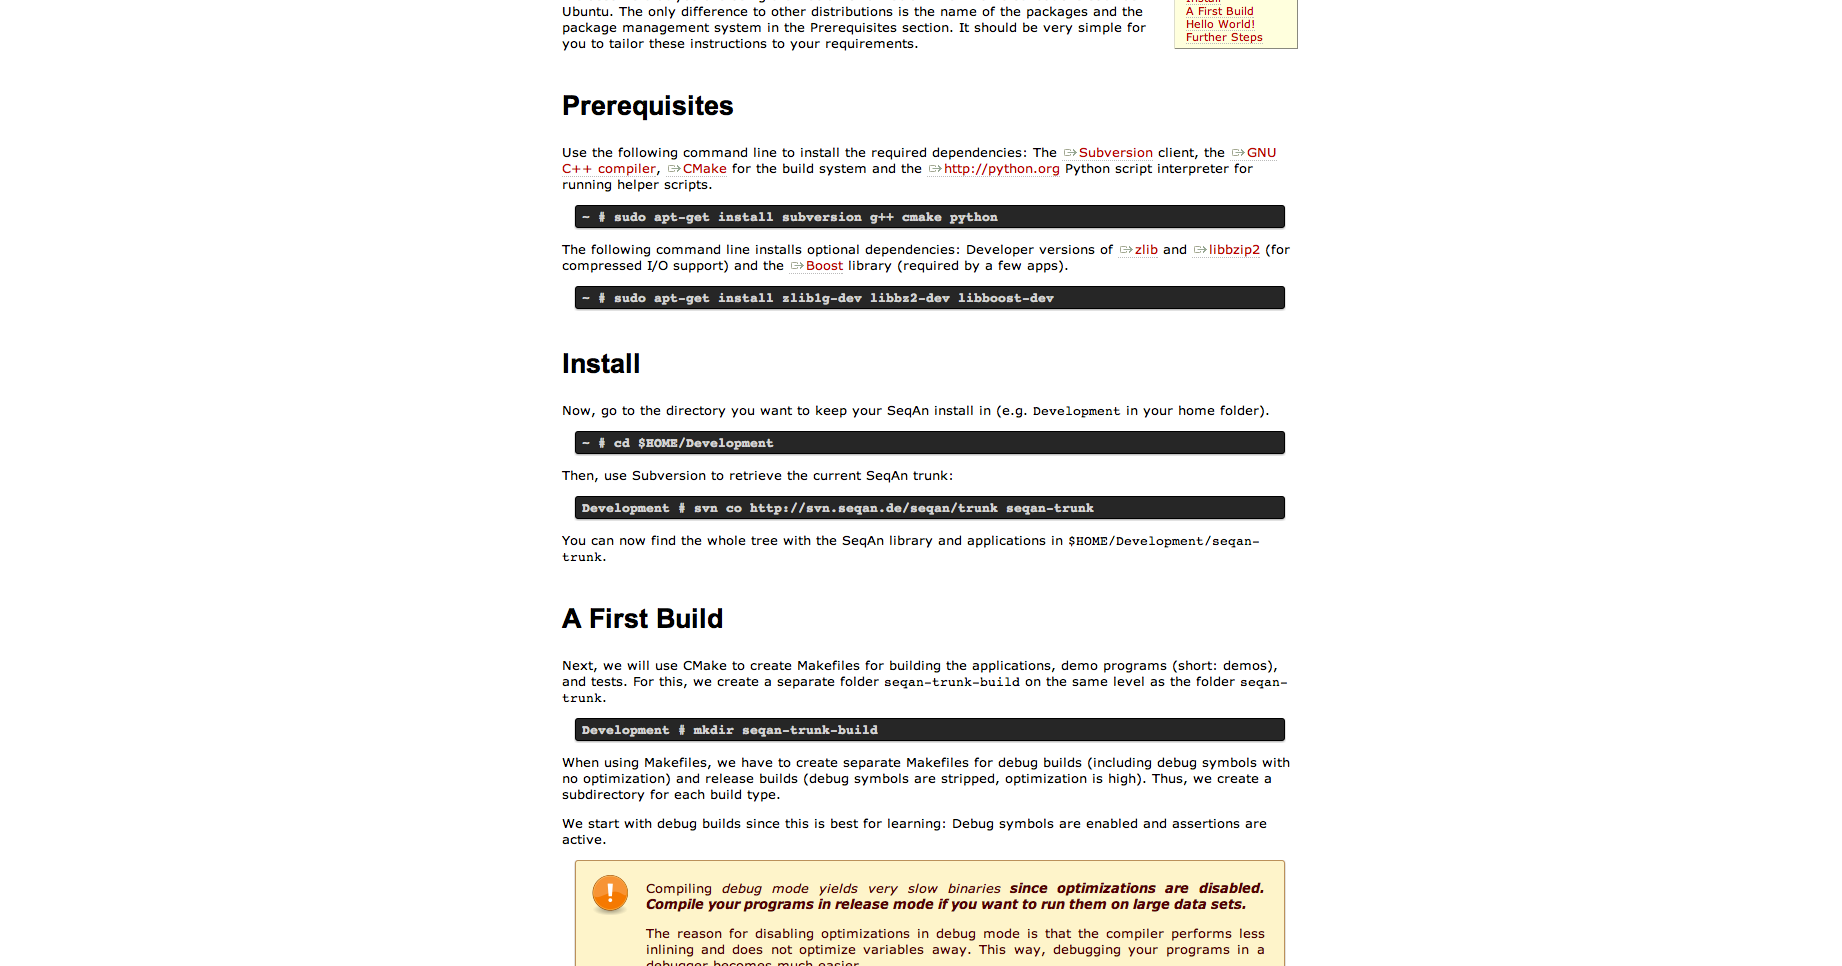 Ubuntu. The only difference to other distributions is the name of the packages and the
package management system in the Prerequisites section. It should be very simple for
you to tailor these instructions to your requirements.
Install
A First Build
Hello World!
Further Steps
Prerequisites
Use the following command line to install the required dependencies: The Subversion client, the GNU
C++ compiler, CMake for the build system and the http://python.org Python script interpreter for
running helper scripts.
~ # sudo apt-get install subversion g++ cmake python
The following command line installs optional dependencies: Developer versions of zlib and libbzip2 (for
compressed I/O support) and the Boost library (required by a few apps).
~ # sudo apt-get install zlib1g-dev libbz2-dev libboost-dev
Install
Now, go to the directory you want to keep your SeqAn install in (e.g. Development in your home folder).
~ # cd $HOME/Development
Then, use Subversion to retrieve the current SeqAn trunk:
Development # svn co http://svn.seqan.de/seqan/trunk seqan-trunk
You can now find the whole tree with the SeqAn library and applications in $HOME/Development/seqan-
trunk.
A First Build
Next, we will use CMake to create Makefiles for building the applications, demo programs (short: demos),
and tests. For this, we create a separate folder seqan-trunk-build on the same level as the folder seqan-
trunk.
Development # mkdir seqan-trunk-build
When using Makefiles, we have to create separate Makefiles for debug builds (including debug symbols with
no optimization) and release builds (debug symbols are stripped, optimization is high). Thus, we create a
subdirectory for each build type.
We start with debug builds since this is best for learning: Debug symbols are enabled and assertions are
active.
Compiling debug mode yields very slow binaries since optimizations are disabled.
Compile your programs in release mode if you want to run them on large data sets.
The reason for disabling optimizations in debug mode is that the compiler performs less
inlining and does not optimize variables away. This way, debugging your programs in a
debugger becomes much easier.